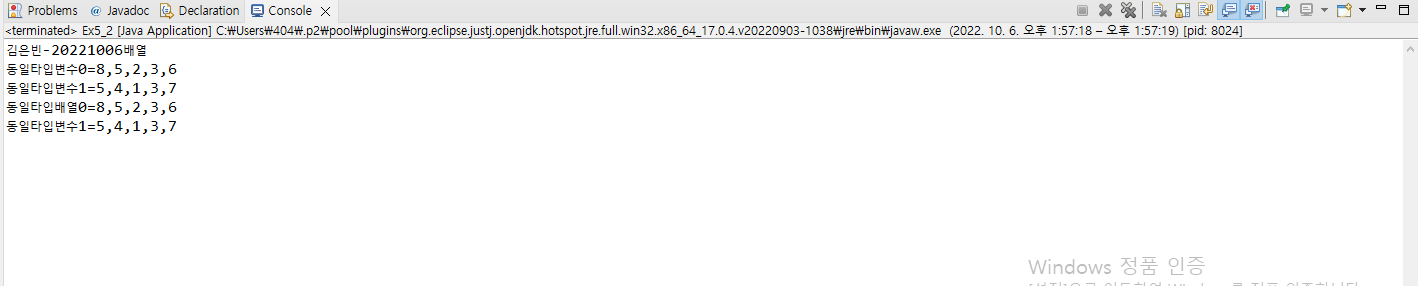 Problems @ Javadoc Declaration Console
<terminated> Ex5_2 [Java Application] C:₩Users₩404₩.p2₩pool₩plugins₩org.eclipse.justj.openjdk.hotspot.jre.full.win32.x86_64_17.0.4.v20220903-1038₩jre₩bin₩javaw.exe (2022. 10. 6. 오후 1:57:18 – 오후 1:57:19) [pid: 8024]
김은빈-20221006배열
동일타입변수0=8,5,2,3,6
동일타입변수1=5,4,1,3,7
동일타입배열0=8,5,2,3,6
동일타입변수1=5,4,1,3,7
Windows 정품 인증